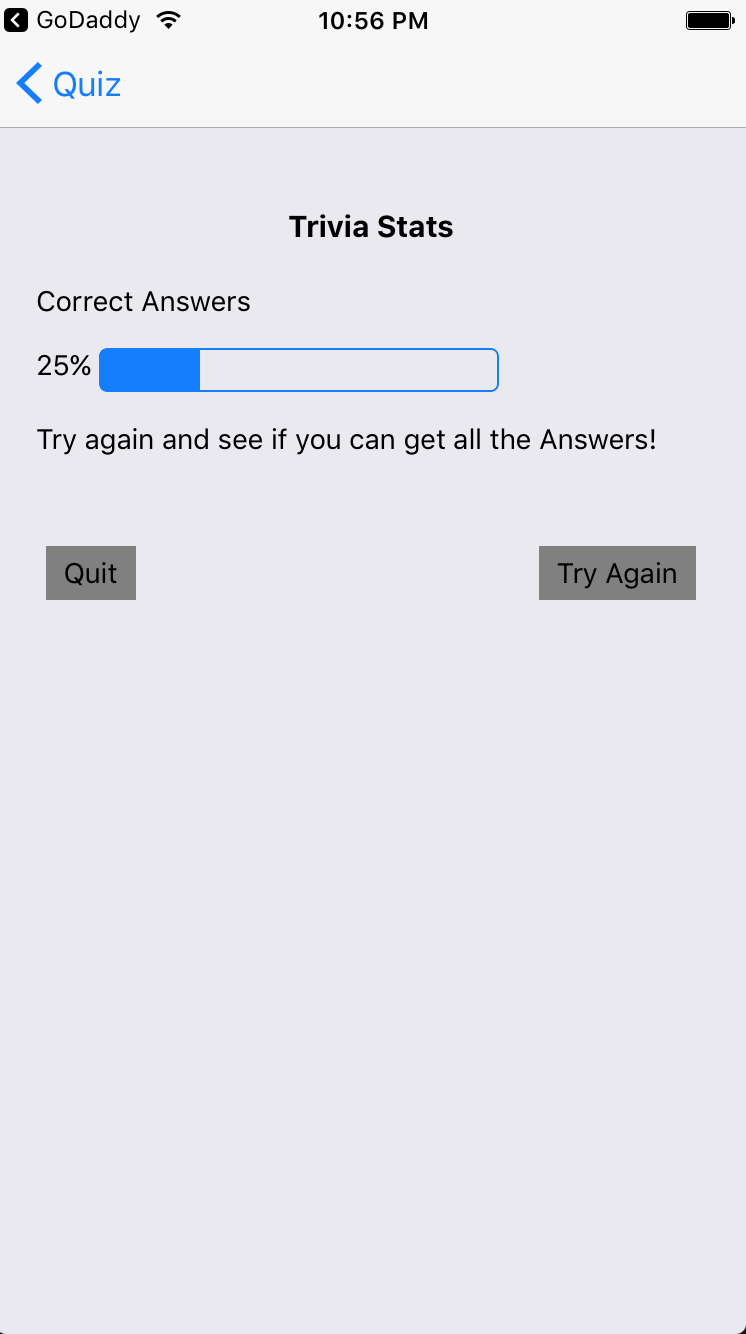 GoDaddy 10:56 PM
Quiz
Trivia Stats
Correct Answers
25%
Try again and see if you can get all the Answers!
Quit Try Again